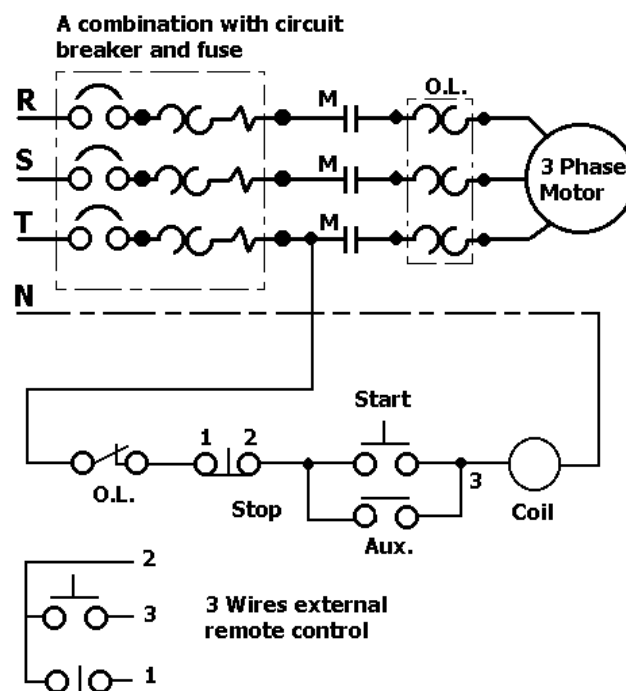 A combination with circuit
breaker and fuse
O.L.
R
M
S
M
3 Phase
Motor
T
M
N
Start
1 2
3
O.L.
Stop
Coil
Aux.
2
3
3 Wires external
remote control
1